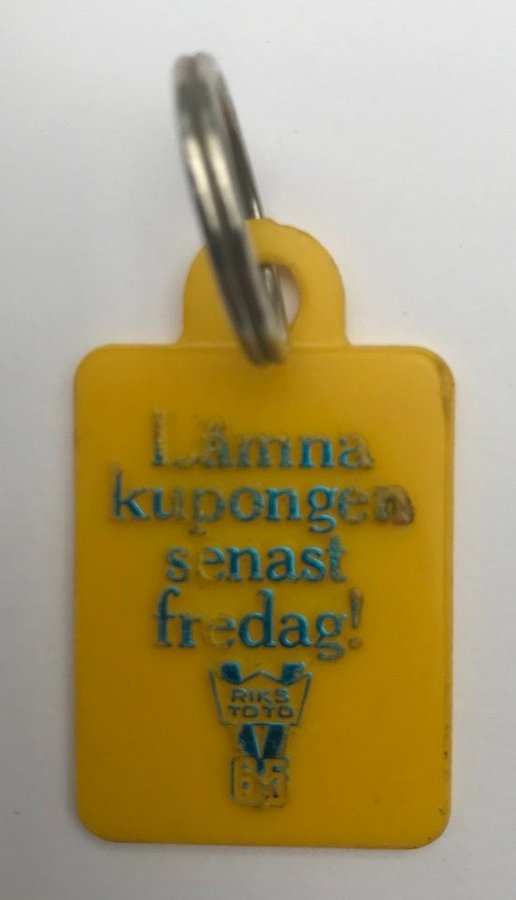 Lämna
kupongen
senast
fredag!
RIKS
TOTO
V
65